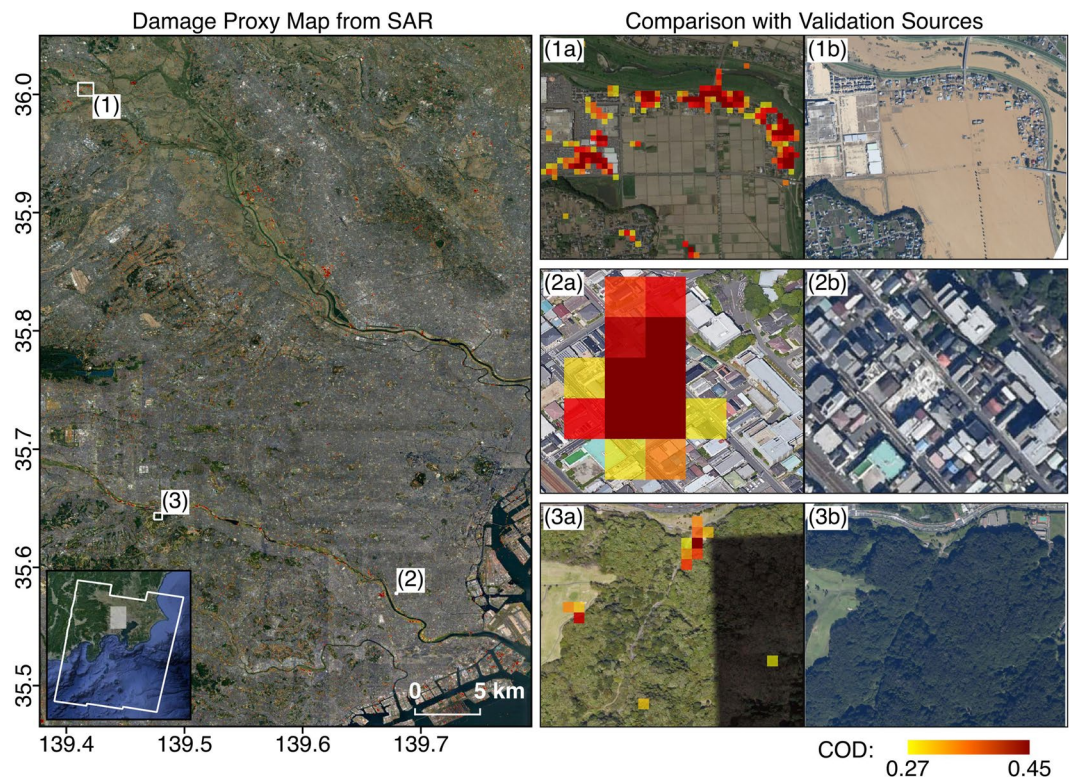 Damage Proxy Map from SAR
Comparison with Validation Sources
36.0
35.9
35.8
35.7
35.6
35.5
139.4
139.5
139.6
139.7
(1)
(3)
(2)
0
5 km
(1a)
(1b)
(2a)
(2b)
(3a)
(3b)
COD:
0.27
0.45